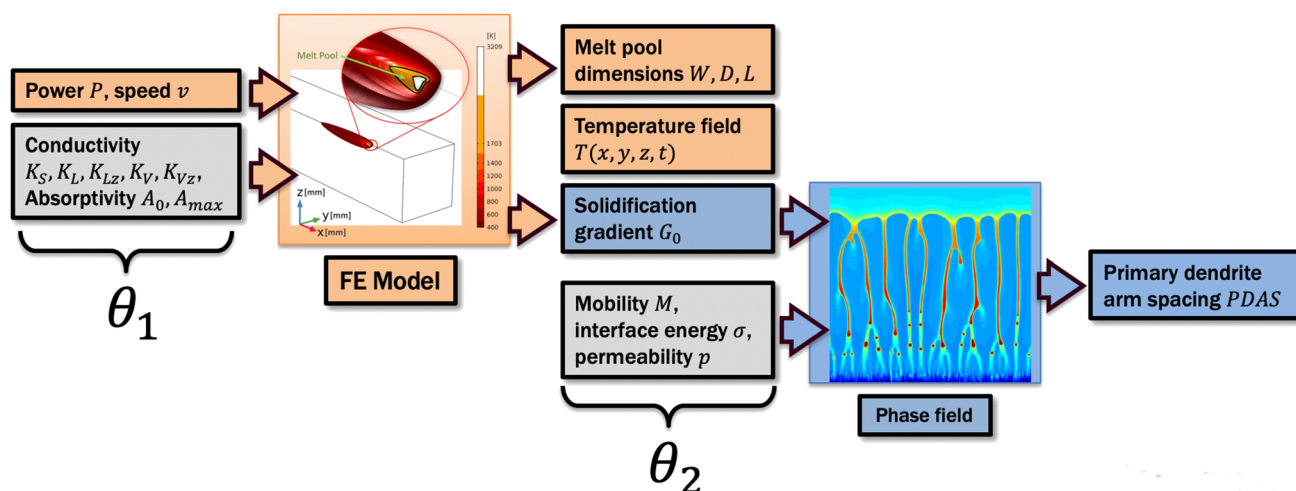 Power P, speed v
Conductivity
K_S, K_L, K_Lz, K_V, K_Vz,
Absorptivity A_0, A_max
θ_1
[K]
3209
1703
1400
1200
1000
800
600
400
Melt Pool
z [mm]
y [mm]
x [mm]
FE Model
Melt pool
dimensions W, D, L
Temperature field
T(x, y, z, t)
Solidification
gradient G_0
Mobility M,
interface energy σ,
permeability p
θ_2
Phase field
Primary dendrite
arm spacing PDAS